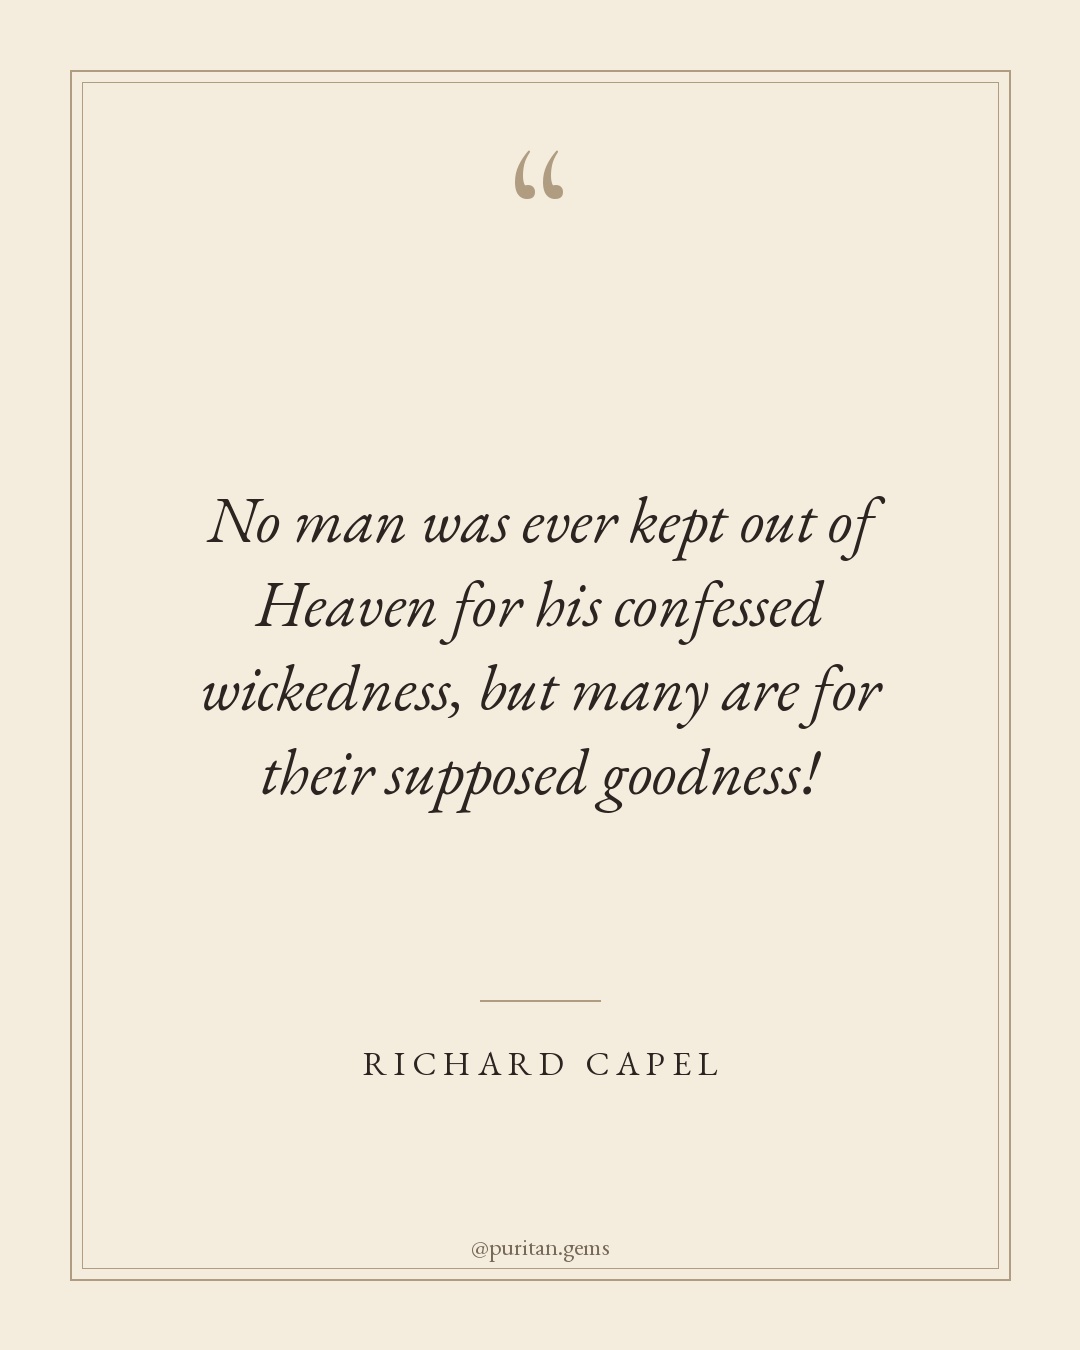 “
No man was ever kept out of
Heaven for his confessed
wickedness, but many are for
their supposed goodness!
RICHARD CAPEL
@puritan.gems